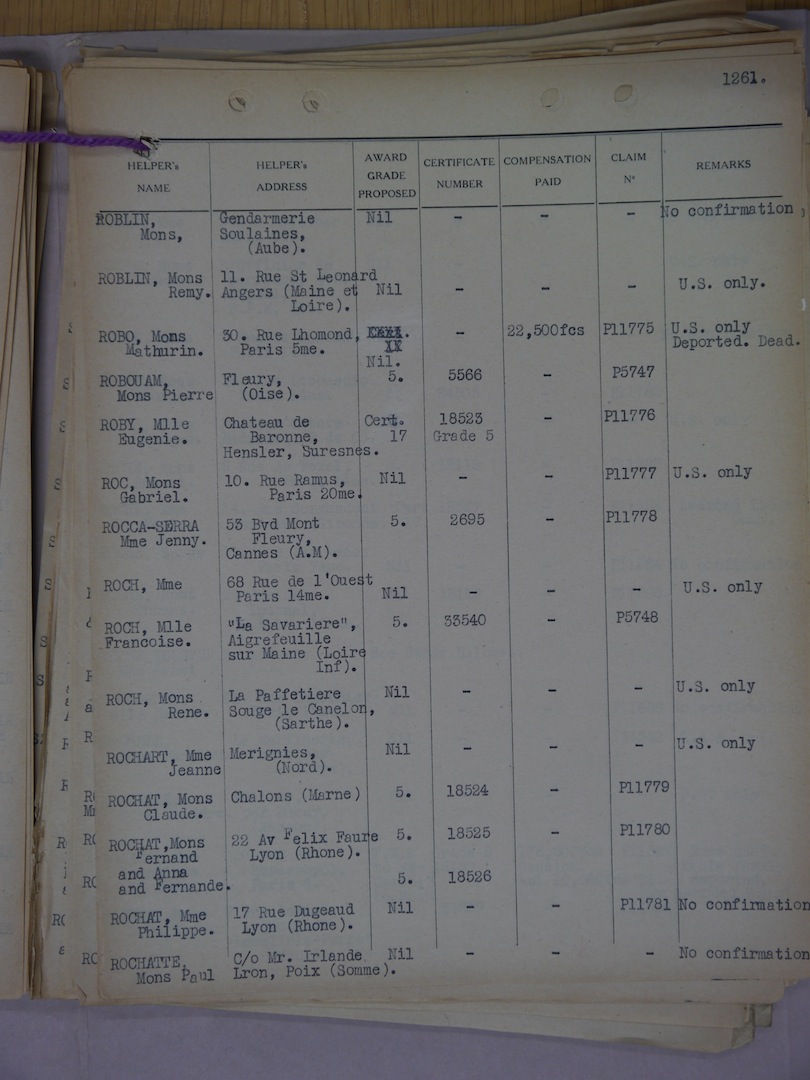 1261.
HELPER's NAME | HELPER's ADDRESS | AWARD GRADE PROPOSED | CERTIFICATE NUMBER | COMPENSATION PAID | CLAIM Nº | REMARKS
ROBLIN, Gendarmerie Nil - - - No confirmation,
Mons, Soulaines,
(Aube).
ROBLIN, Mons 11. Rue St Leonard
Remy. Angers (Maine et Nil - - - U.S. only.
Loire).
ROBO, Mons 30. Rue Lhomond, - 22,500fcs P11775 U.S. only
Mathurin. Paris 5me. IX Deported. Dead.
Nil.
ROBOUAM, Fleury, 5. 5566 - P5747
Mons Pierre (Oise).
ROBY, Mlle Chateau de Cert. 18523 - P11776
Eugenie. Baronne, 17 Grade 5
Hensler, Suresnes.
ROC, Mons 10. Rue Ramus, Nil - - P11777 U.S. only
Gabriel. Paris 20me.
ROCCA-SERRA 53 Bvd Mont 5. 2695 - P11778
Mme Jenny. Fleury,
Cannes (A.M).
ROCH, Mme 68 Rue de l'Ouest
Paris 14me. Nil - - - U.S. only
ROCH, Mlle "La Savariere", 5. 33540 - P5748
Francoise. Aigrefeuille
sur Maine (Loire
Inf).
ROCH, Mons La Paffetiere Nil - - - U.S. only
Rene. Souge le Canelon,
(Sarthe).
ROCHART, Mme Merignies, Nil - - - U.S. only
Jeanne (Nord).
ROCHAT, Mons Chalons (Marne) 5. 18524 - P11779
Claude.
ROCHAT,Mons 22 Av Felix Faure 5. 18525 - P11780
Fernand Lyon (Rhone).
and Anna
and Fernande. 5. 18526 -
ROCHAT, Mme 17 Rue Dugeaud Nil - - P11781 No confirmation
Philippe. Lyon (Rhone).
ROCHATTE, C/o Mr. Irlande Nil - - - No confirmation
Mons Paul Lron, Poix (Somme).